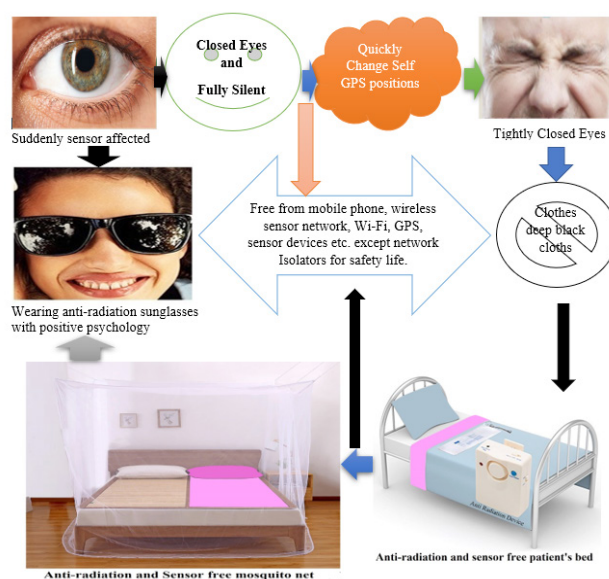 Closed Eyes
and
Fully Silent
Quickly
Change Self
GPS positions
Suddenly sensor affected
Tightly Closed Eyes
Free from mobile phone, wireless
sensor network, Wi-Fi, GPS,
sensor devices etc. except network
Isolators for safety life.
Clothes
deep black
cloths
Wearing anti-radiation sunglasses
with positive psychology
Anti Radiation Device
Anti-radiation and sensor free patient's bed
Anti-radiation and Sensor free mosquito net